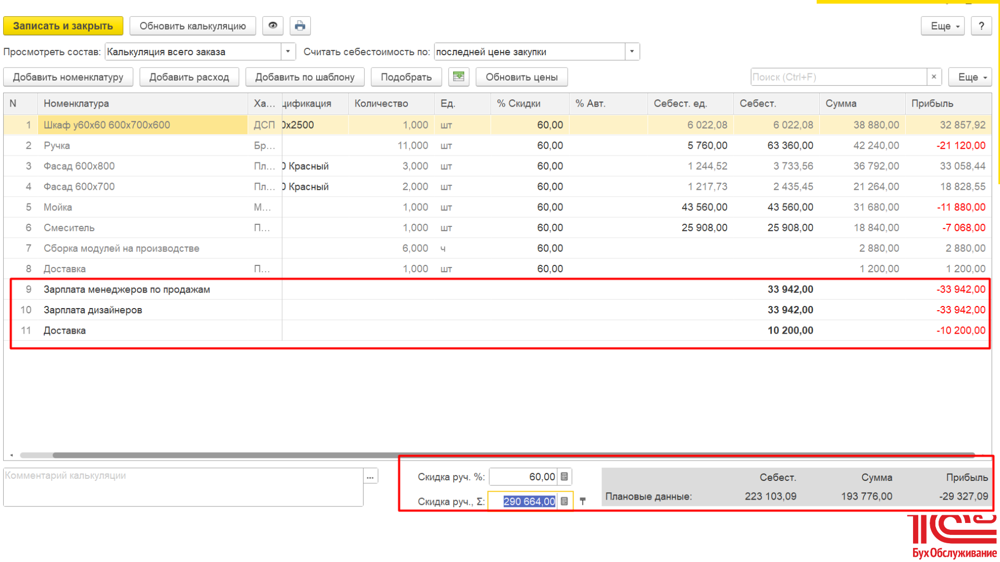 Записать и закрыть Обновить калькуляцию Еще ?
Просмотреть состав: Калькуляция всего заказа Считать себестоимость по: последней цене закупки
Добавить номенклатуру Добавить расход Добавить по шаблону Подобрать Обновить цены Поиск (Ctrl+F) × Еще
N Номенклатура Ха... цификация Количество Ед. % Скидки % Авт. Себест. ед. Себест. Сумма Прибыль
1 Шкаф у60х60 600х700х600 ДСП 0х2500 1,000 шт 60,00 6 022,08 6 022,08 38 880,00 32 857,92
2 Ручка Бр... 11,000 шт 60,00 5 760,00 63 360,00 42 240,00 -21 120,00
3 Фасад 600х800 Пл... 0 Красный 3,000 шт 60,00 1 244,52 3 733,56 36 792,00 33 058,44
4 Фасад 600х700 Пл... 0 Красный 2,000 шт 60,00 1 217,73 2 435,45 21 264,00 18 828,55
5 Мойка М... 1,000 шт 60,00 43 560,00 43 560,00 31 680,00 -11 880,00
6 Смеситель П... 1,000 шт 60,00 25 908,00 25 908,00 18 840,00 -7 068,00
7 Сборка модулей на производстве 6,000 ч 60,00 2 880,00 2 880,00
8 Доставка П... 1,000 шт 60,00 1 200,00 1 200,00
9 Зарплата менеджеров по продажам 33 942,00 -33 942,00
10 Зарплата дизайнеров 33 942,00 -33 942,00
11 Доставка 10 200,00 -10 200,00
Комментарий калькуляции ...
Скидка руч. %: 60,00 Себест. Сумма Прибыль
Скидка руч., Σ: 290 664,00 ₸ Плановые данные: 223 103,09 193 776,00 -29 327,09
1С
БухОбслуживание